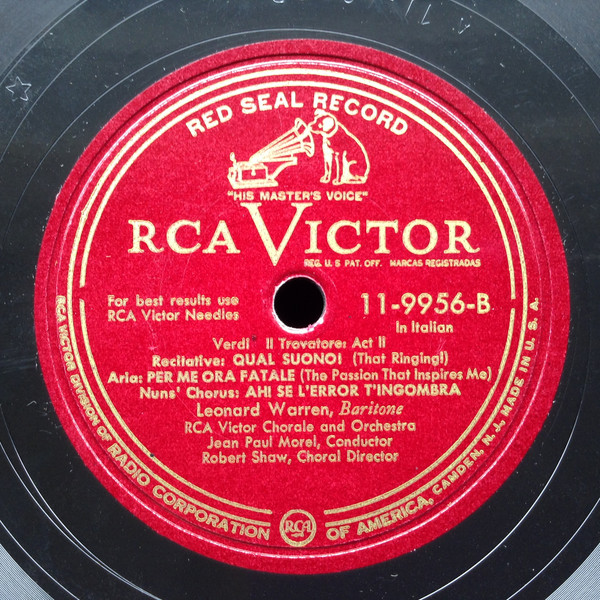 RED SEAL RECORD
"HIS MASTER'S VOICE"
RCA VICTOR
REG. U. S PAT. OFF. MARCAS REGISTRADAS
For best results use
RCA Victor Needles
11-9956-B
In Italian
Verdi Il Trovatore: Act II
Recitative: QUAL SUONO! (That Ringing!)
Aria: PER ME ORA FATALE (The Passion That Inspires Me)
Nuns' Chorus: AH! SE L'ERROR T'INGOMBRA
Leonard Warren, Baritone
RCA Victor Chorale and Orchestra
Jean Paul Morel, Conductor
Robert Shaw, Choral Director
RCA VICTOR DIVISION OF RADIO CORPORATION OF AMERICA, CAMDEN, N. J., MADE IN U. S. A.
RCA